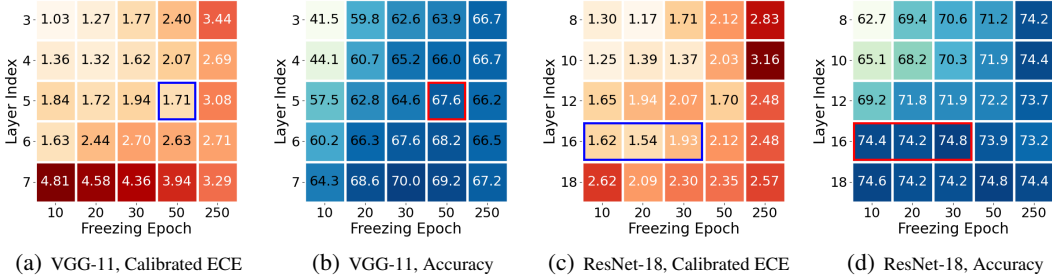 3 1.03 1.27 1.77 2.40 3.44
4 1.36 1.32 1.62 2.07 2.69
5 1.84 1.72 1.94 1.71 3.08
6 1.63 2.44 2.70 2.63 2.71
7 4.81 4.58 4.36 3.94 3.29
10 20 30 50 250
Layer Index
Freezing Epoch
(a) VGG-11, Calibrated ECE
3 41.5 59.8 62.6 63.9 66.7
4 44.1 60.7 65.2 66.0 66.7
5 57.5 62.8 64.6 67.6 66.2
6 60.2 66.3 67.6 68.2 66.5
7 64.3 68.6 70.0 69.2 67.2
10 20 30 50 250
Layer Index
Freezing Epoch
(b) VGG-11, Accuracy
8 1.30 1.17 1.71 2.12 2.83
10 1.25 1.39 1.37 2.03 3.16
12 1.65 1.94 2.07 1.70 2.48
16 1.62 1.54 1.93 2.12 2.48
18 2.62 2.09 2.30 2.35 2.57
10 20 30 50 250
Layer Index
Freezing Epoch
(c) ResNet-18, Calibrated ECE
8 62.7 69.4 70.6 71.2 74.2
10 65.1 68.2 70.3 71.9 74.4
12 69.2 71.8 71.9 72.2 73.7
16 74.4 74.2 74.8 73.9 73.2
18 74.6 74.2 74.2 74.8 74.4
10 20 30 50 250
Layer Index
Freezing Epoch
(d) ResNet-18, Accuracy